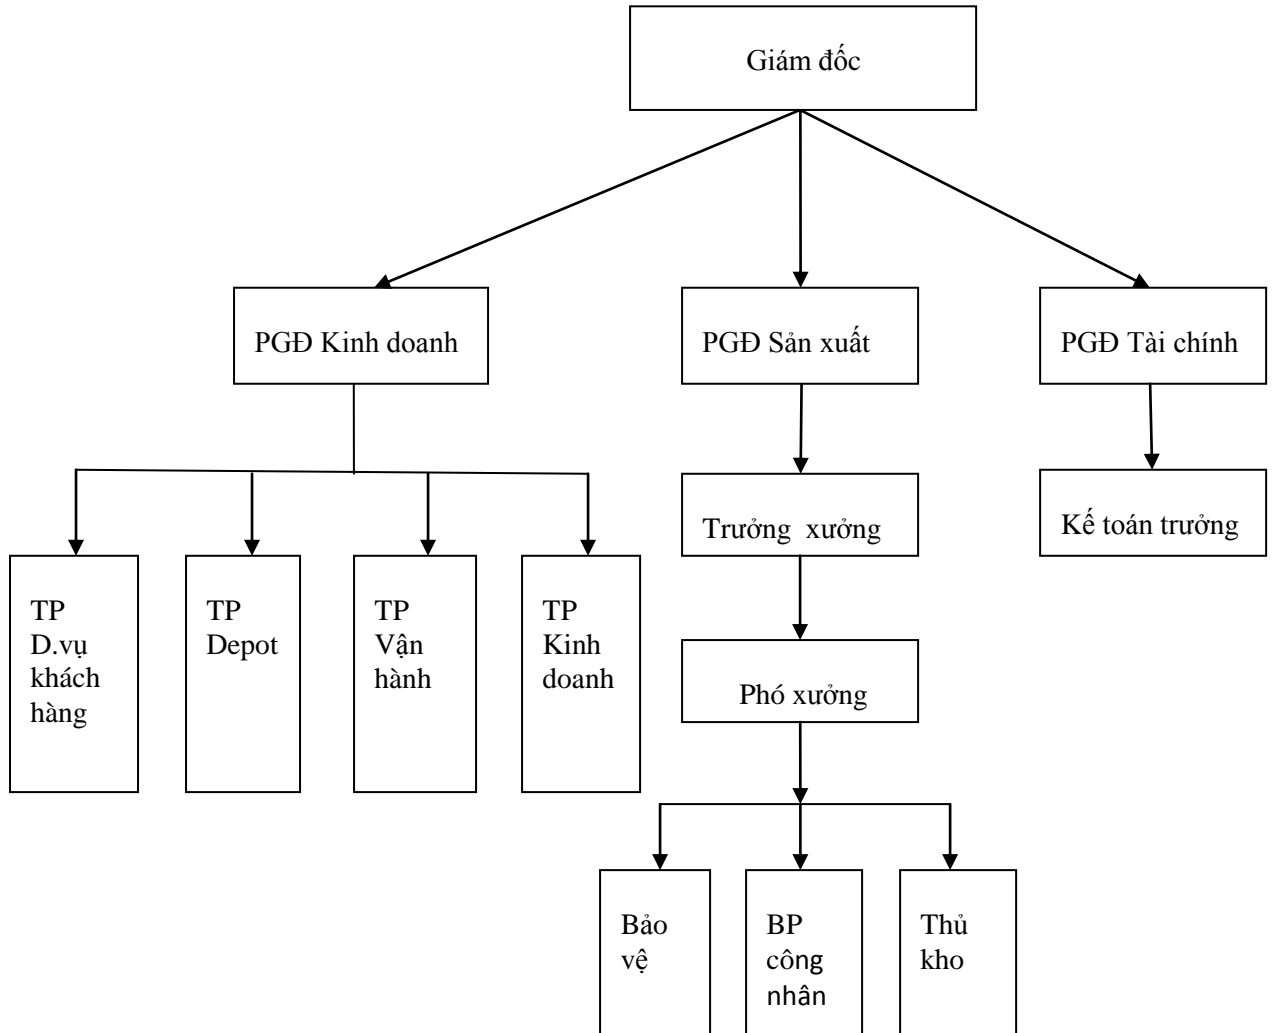 Giám đốc
PGĐ Kinh doanh
PGĐ Sản xuất
PGĐ Tài chính
Trưởng xưởng
Kế toán trưởng
TP
D.vụ
khách
hàng
TP
Depot
TP
Vận
hành
TP
Kinh
doanh
Phó xưởng
Bảo
vệ
BP
công
nhân
Thủ
kho